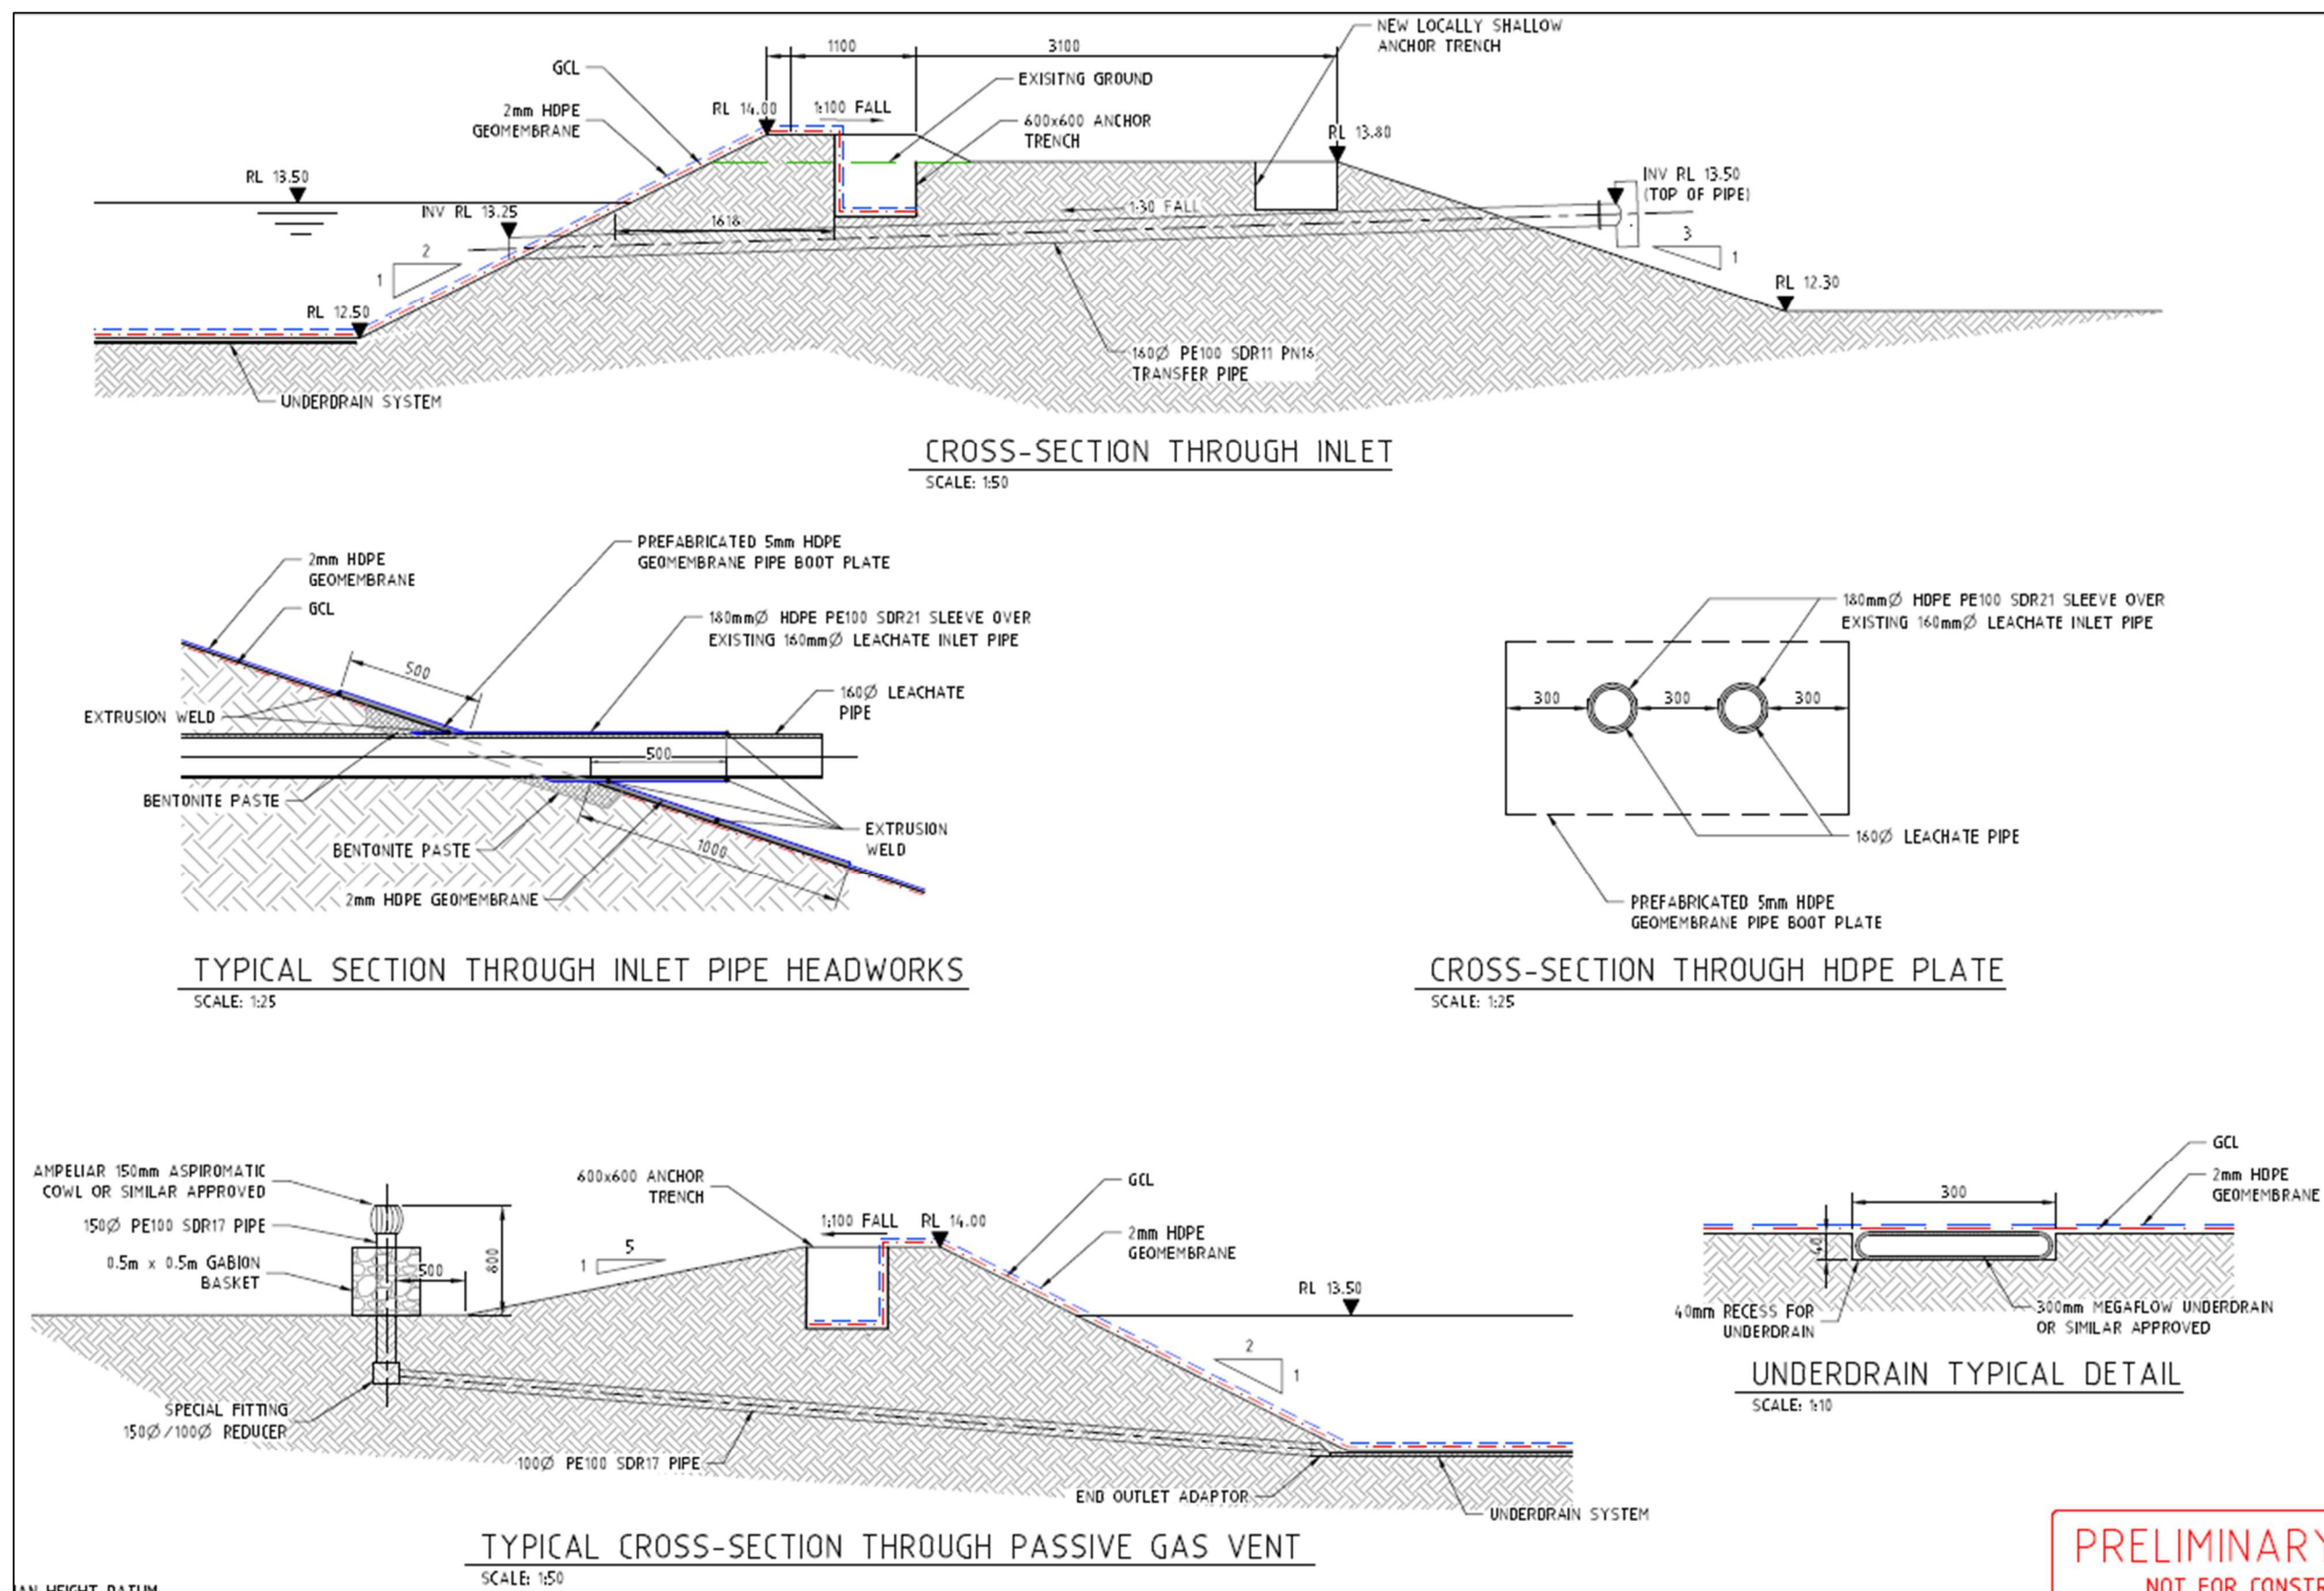 NEW LOCALLY SHALLOW
ANCHOR TRENCH
1100
3100
GCL
EXISITNG GROUND
2mm HDPE
GEOMEMBRANE
RL 14.00
1:100 FALL
600x600 ANCHOR
TRENCH
RL 13.80
RL 13.50
INV RL 13.50
(TOP OF PIPE)
INV RL 13.25
1:30 FALL
1618
2
1
3
1
RL 12.50
RL 12.30
160Ø PE100 SDR11 PN16
TRANSFER PIPE
UNDERDRAIN SYSTEM
CROSS-SECTION THROUGH INLET
SCALE: 1:50
2mm HDPE
GEOMEMBRANE
GCL
PREFABRICATED 5mm HDPE
GEOMEMBRANE PIPE BOOT PLATE
180mmØ HDPE PE100 SDR21 SLEEVE OVER
EXISTING 160mmØ LEACHATE INLET PIPE
500
160Ø LEACHATE
PIPE
EXTRUSION WELD
500
BENTONITE PASTE
BENTONITE PASTE
EXTRUSION
WELD
1000
2mm HDPE GEOMEMBRANE
TYPICAL SECTION THROUGH INLET PIPE HEADWORKS
SCALE: 1:25
180mmØ HDPE PE100 SDR21 SLEEVE OVER
EXISTING 160mmØ LEACHATE INLET PIPE
300
300
300
160Ø LEACHATE PIPE
PREFABRICATED 5mm HDPE
GEOMEMBRANE PIPE BOOT PLATE
CROSS-SECTION THROUGH HDPE PLATE
SCALE: 1:25
AMPELIAR 150mm ASPIROMATIC
COWL OR SIMILAR APPROVED
150Ø PE100 SDR17 PIPE
0.5m x 0.5m GABION
BASKET
500
800
5
1
600x600 ANCHOR
TRENCH
1:100 FALL
RL 14.00
GCL
2mm HDPE
GEOMEMBRANE
RL 13.50
2
1
SPECIAL FITTING
150Ø/100Ø REDUCER
100Ø PE100 SDR17 PIPE
END OUTLET ADAPTOR
UNDERDRAIN SYSTEM
TYPICAL CROSS-SECTION THROUGH PASSIVE GAS VENT
SCALE: 1:50
GCL
2mm HDPE
GEOMEMBRANE
300
40
40mm RECESS FOR
UNDERDRAIN
300mm MEGAFLOW UNDERDRAIN
OR SIMILAR APPROVED
UNDERDRAIN TYPICAL DETAIL
SCALE: 1:10
PRELIMINARY
NOT FOR CONSTR
AN HEIGHT DATUM